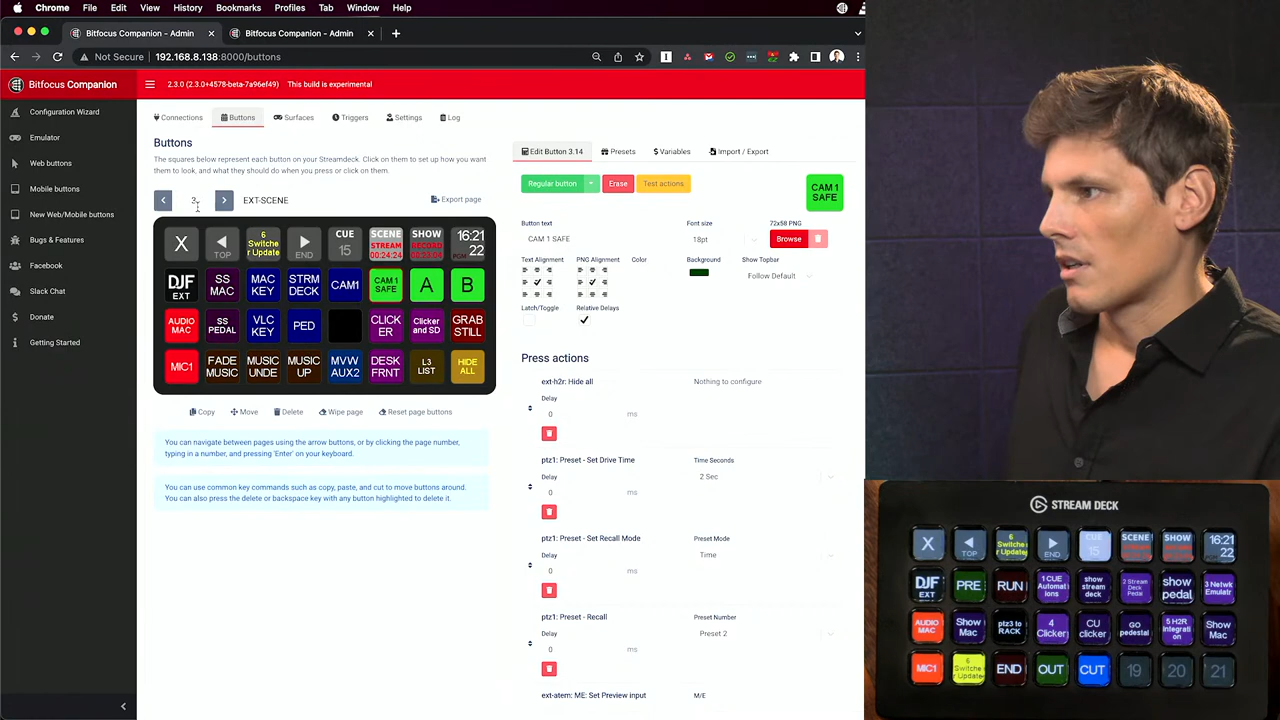 Chrome File Edit View History Bookmarks Profiles Tab Window Help
Bitfocus Companion - Admin Bitfocus Companion - Admin
Not Secure 192.168.8.138:8000/buttons
Bitfocus Companion 2.3.0 (2.3.0+4578-beta-7a96ef49) This build is experimental
Configuration Wizard
Emulator
Web buttons
Mobile buttons
New Web/Mobile buttons
Bugs & Features
Facebook
Slack Chat
Donate
Getting Started
Connections Buttons Surfaces Triggers Settings Log
Buttons
The squares below represent each button on your Streamdeck. Click on them to set up how you want
them to look, and what they should do when you press or click on them.
3 EXT-SCENE Export page
X TOP 6 Switche r Update END CUE 15 SCENE STREAM 00:24:24 SHOW RECORD 16:21 PGM 22
DJF EXT SS MAC MAC KEY STRM DECK CAM1 CAM 1 SAFE A B
AUDIO MAC SS PEDAL VLC KEY PED CLICK ER Clicker and SD GRAB STILL
MIC1 FADE MUSIC MUSIC UNDE MUSIC UP MVW AUX2 DESK FRNT L3 LIST HIDE ALL
Copy Move Delete Wipe page Reset page buttons
You can navigate between pages using the arrow buttons, or by clicking the page number,
typing in a number, and pressing 'Enter' on your keyboard.
You can use common key commands such as copy, paste, and cut to move buttons around.
You can also press the delete or backspace key with any button highlighted to delete it.
Edit Button 3.14 Presets Variables Import / Export
Regular button Erase Test actions
CAM 1
SAFE
Button text Font size 72x58 PNG
CAM 1 SAFE 18pt Browse
Text Alignment PNG Alignment Color Background Show Topbar
Follow Default
Latch/Toggle Relative Delays
Press actions
ext-h2r: Hide all Nothing to configure
Delay
0 ms
ptz1: Preset - Set Drive Time Time Seconds
Delay 2 Sec
0 ms
ptz1: Preset - Set Recall Mode Preset Mode
Delay Time
0 ms
ptz1: Preset - Recall Preset Number
Delay Preset 2
0 ms
ext-atem: ME: Set Preview input M/E
STREAM DECK
X TOP 6 Switche r Update END CUE 15 SCENE SHOW 16:21 22
DJF EXT PRE RUN 1 CUE Automat ions show stream deck 2 Stream Deck Pedal show pedal 3 Netwk Emulatr
AUDIO MAC Show Mac ptz3 to RACK 4 Clicker CU clicker go pedestal 5 H2R Integrati on Show Mac
MIC1 6 Switche r Update END OUT CUT 19 20 21